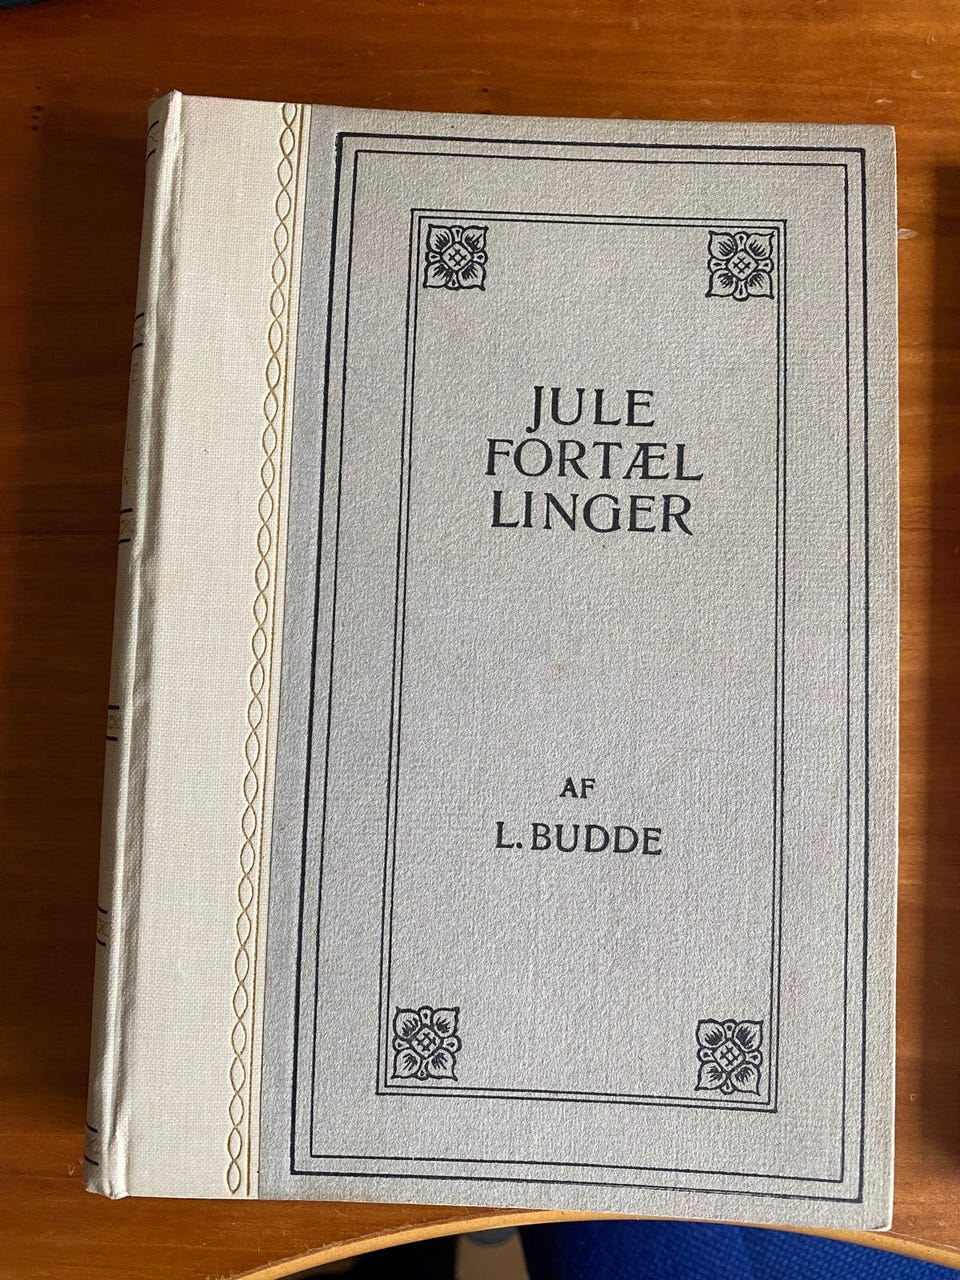 JULE
FORTÆL
LINGER
AF
L. BUDDE